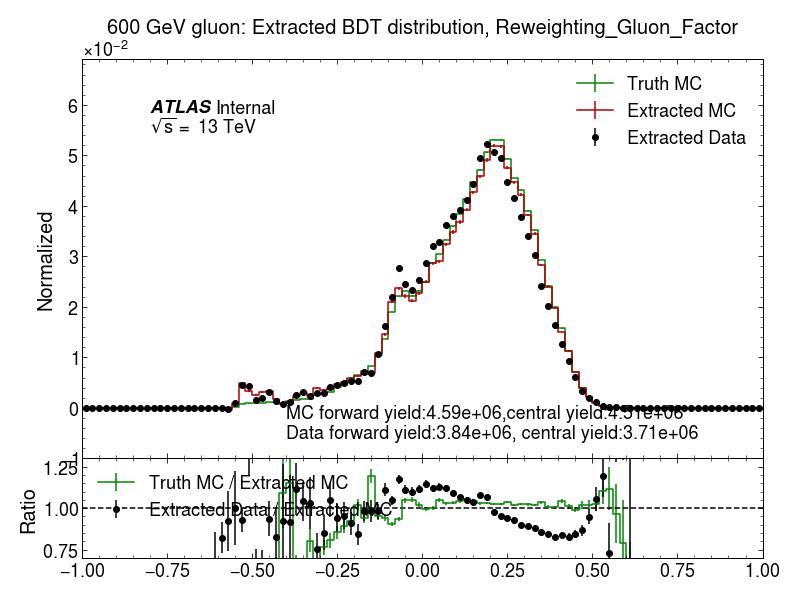 600 GeV gluon: Extracted BDT distribution, Reweighting_Gluon_Factor
×10⁻²
ATLAS Internal
√s = 13 TeV
Truth MC
Extracted MC
Extracted Data
Normalized
6
5
4
3
2
1
0
MC forward yield:4.59e+06,central yield:4.51e+06
Data forward yield:3.84e+06, central yield:3.71e+06
1
Ratio
1.25
1.00
0.75
Truth MC / Extracted MC
Extracted Data / Extracted MC
−1.00 −0.75 −0.50 −0.25 0.00 0.25 0.50 0.75 1.00